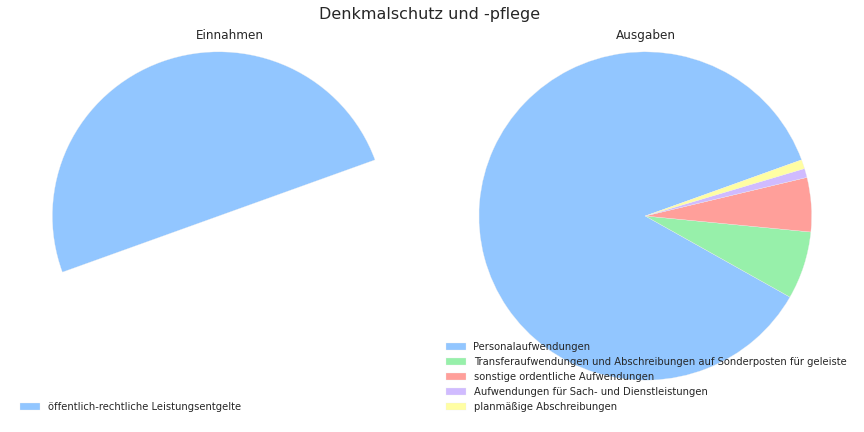 Denkmalschutz und -pflege
Einnahmen
öffentlich-rechtliche Leistungsentgelte
Ausgaben
Personalaufwendungen
Transferaufwendungen und Abschreibungen auf Sonderposten für geleiste
sonstige ordentliche Aufwendungen
Aufwendungen für Sach- und Dienstleistungen
planmäßige Abschreibungen